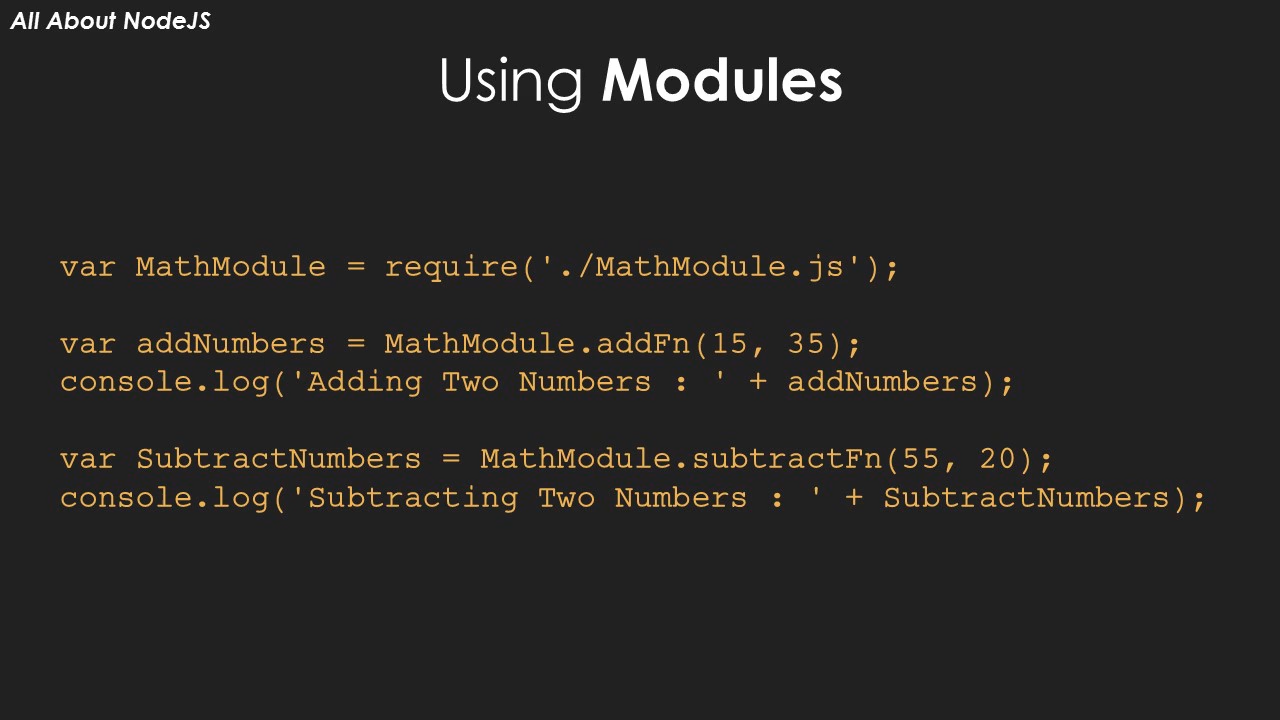 All About NodeJS
Using Modules
var MathModule = require('./MathModule.js');
var addNumbers = MathModule.addFn(15, 35);
console.log('Adding Two Numbers : ' + addNumbers);
var SubtractNumbers = MathModule.subtractFn(55, 20);
console.log('Subtracting Two Numbers : ' + SubtractNumbers);